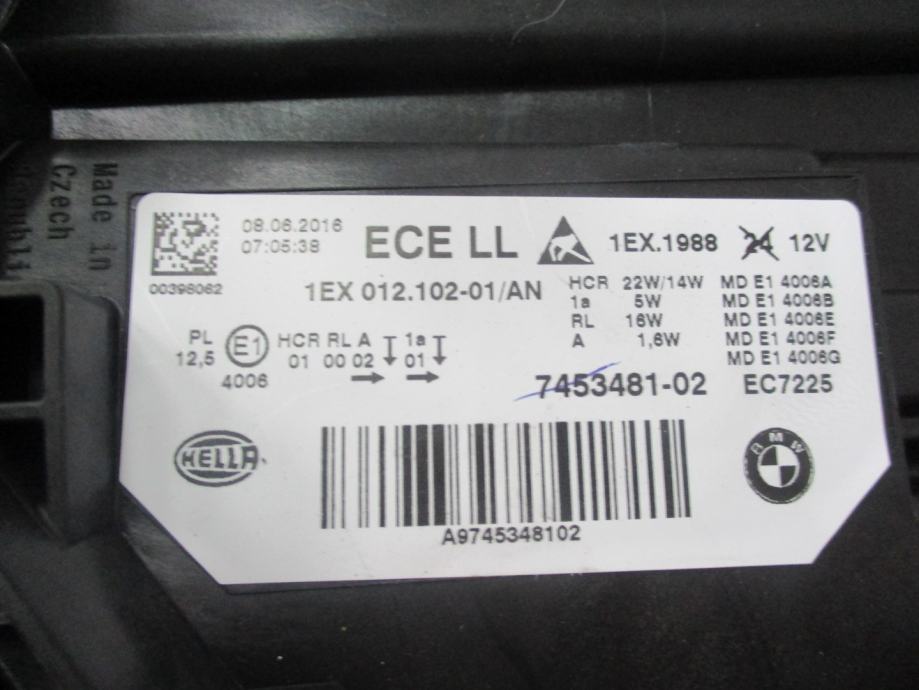 Made in
Czech
08.06.2016
07:05:38
00398062
ECE LL
1EX.1988 24 12V
1EX 012.102-01/AN
HCR 22W/14W MD E1 4006A
1a 5W MD E1 4006B
RL 16W MD E1 4006E
A 1,6W MD E1 4006F
MD E1 4006G
PL
12,5
E1
4006
HCR RL A ↓ 1a ↓
01 00 02 → 01 →
7453481-02 EC7225
HELLA
BMW
A9745348102